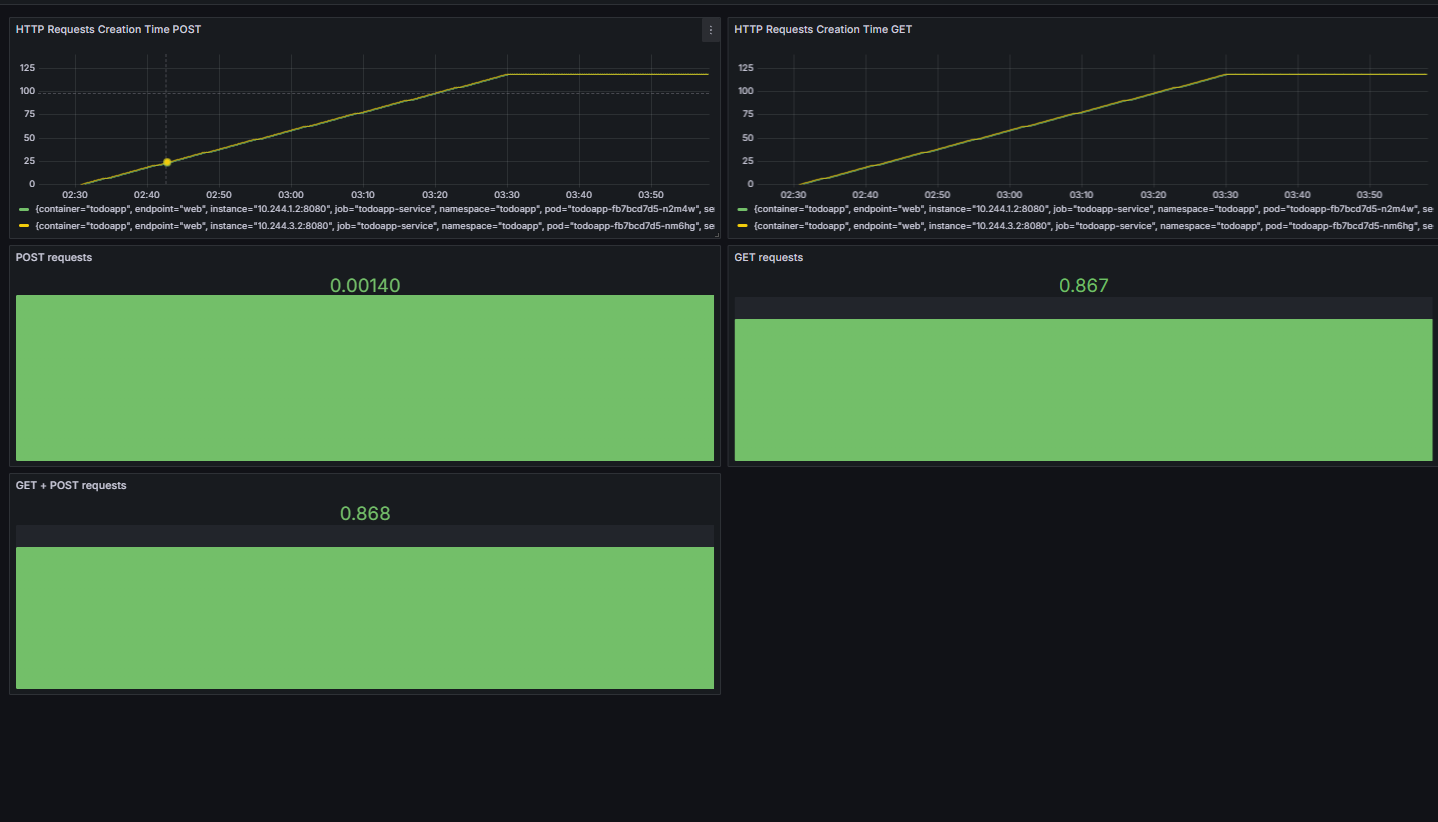 HTTP Requests Creation Time POST
125
100
75
50
25
0
02:30 02:40 02:50 03:00 03:10 03:20 03:30 03:40 03:50
{container="todoapp", endpoint="web", instance="10.244.1.2:8080", job="todoapp-service", namespace="todoapp", pod="todoapp-fb7bcd7d5-n2m4w", se
{container="todoapp", endpoint="web", instance="10.244.3.2:8080", job="todoapp-service", namespace="todoapp", pod="todoapp-fb7bcd7d5-nm6hg", se
HTTP Requests Creation Time GET
125
100
75
50
25
0
02:30 02:40 02:50 03:00 03:10 03:20 03:30 03:40 03:50
{container="todoapp", endpoint="web", instance="10.244.1.2:8080", job="todoapp-service", namespace="todoapp", pod="todoapp-fb7bcd7d5-n2m4w", se
{container="todoapp", endpoint="web", instance="10.244.3.2:8080", job="todoapp-service", namespace="todoapp", pod="todoapp-fb7bcd7d5-nm6hg", se
POST requests
0.00140
GET requests
0.867
GET + POST requests
0.868